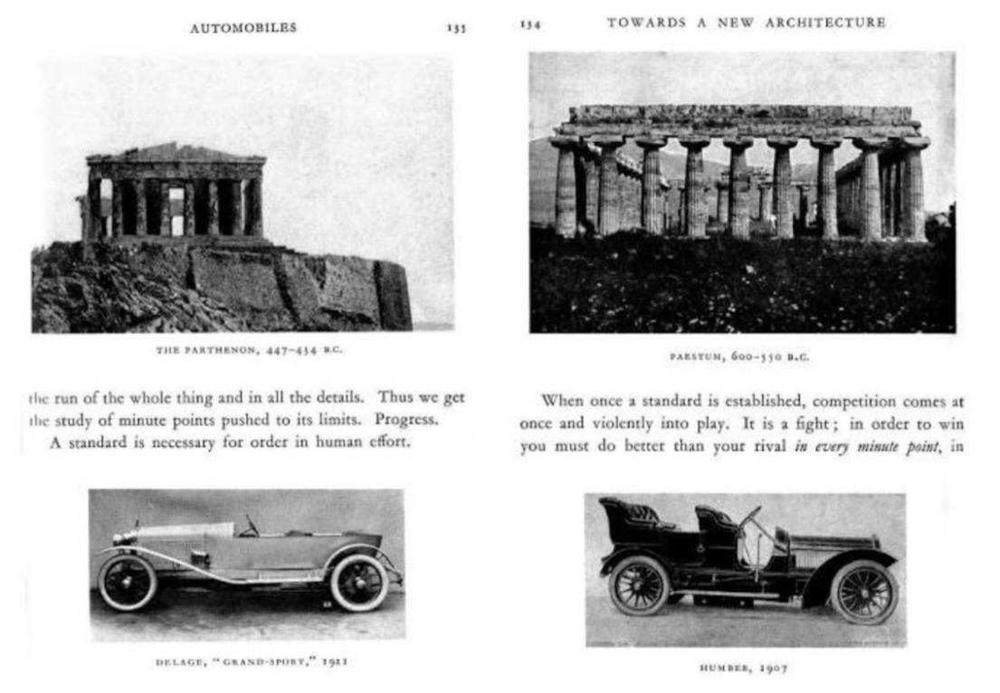 AUTOMOBILES 135
THE PARTHENON, 447–434 B.C.
the run of the whole thing and in all the details. Thus we get
the study of minute points pushed to its limits. Progress.
A standard is necessary for order in human effort.
DELAGE, "GRAND-SPORT," 1921
134 TOWARDS A NEW ARCHITECTURE
PAESTUM, 600–550 B.C.
When once a standard is established, competition comes at
once and violently into play. It is a fight; in order to win
you must do better than your rival in every minute point, in
HUMBER, 1907